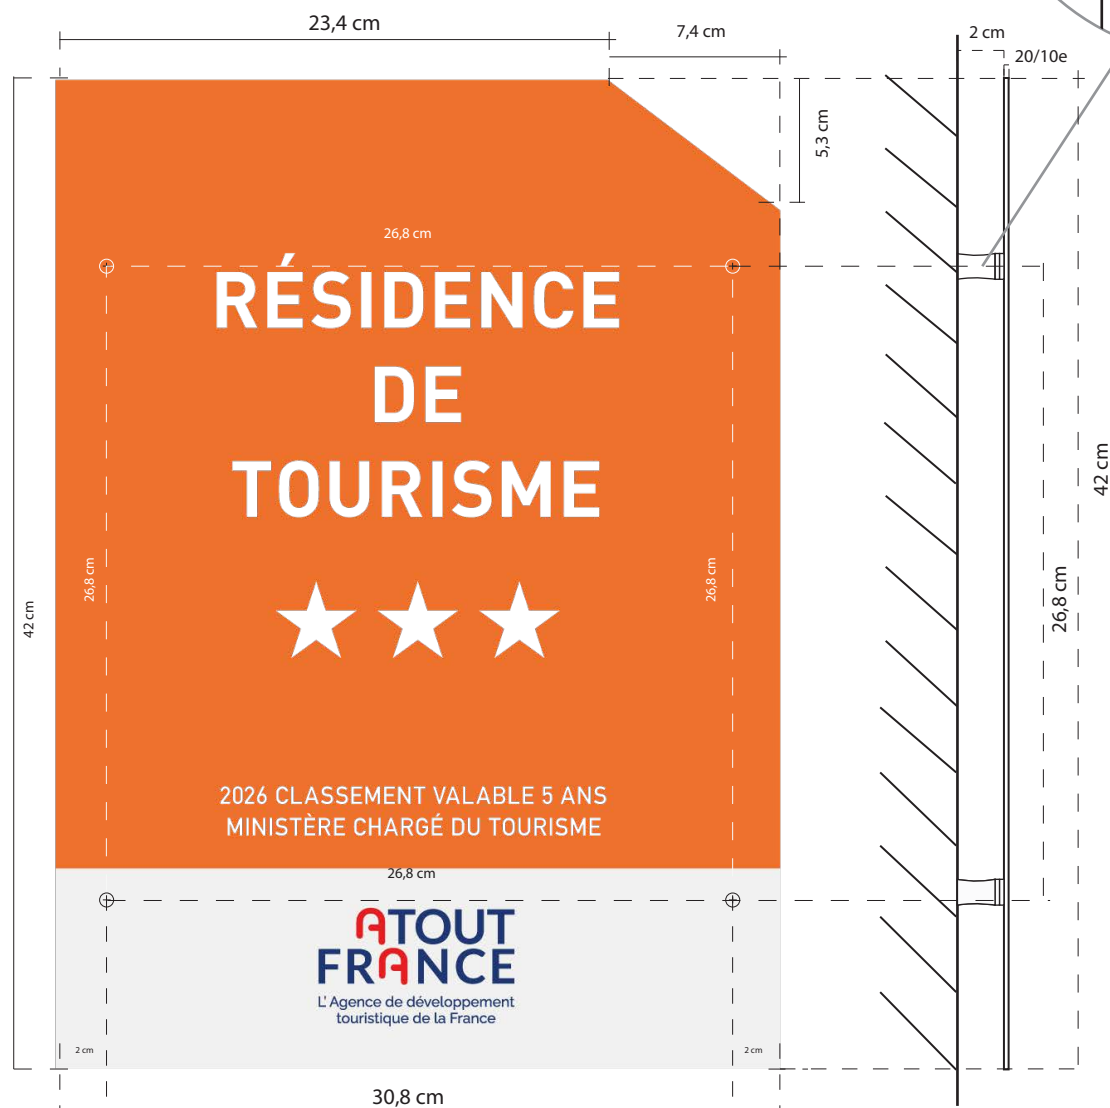 23,4 cm
7,4 cm
2 cm
20/10e
5,3 cm
26,8 cm
RÉSIDENCE
DE
TOURISME
26,8 cm
26,8 cm
42 cm
42 cm
26,8 cm
2026 CLASSEMENT VALABLE 5 ANS
MINISTÈRE CHARGÉ DU TOURISME
26,8 cm
ATOUT
FRANCE
L'Agence de développement
touristique de la France
2 cm
2 cm
30,8 cm